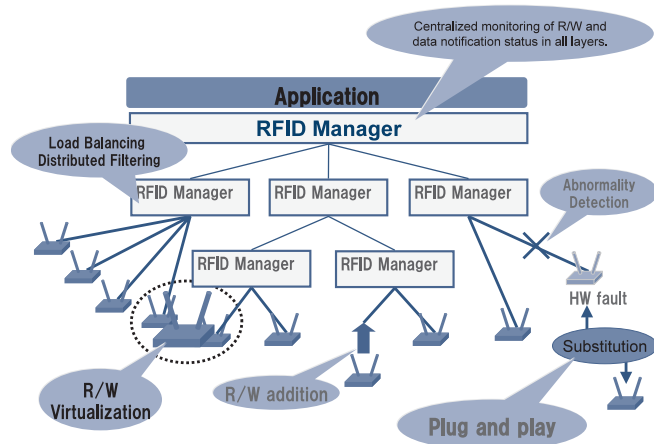 Centralized monitoring of R/W and
data notification status in all layers.
Application
RFID Manager
Load Balancing
Distributed Filtering
RFID Manager
RFID Manager
RFID Manager
Abnormality
Detection
RFID Manager
RFID Manager
HW fault
Substitution
R/W
Virtualization
R/W addition
Plug and play